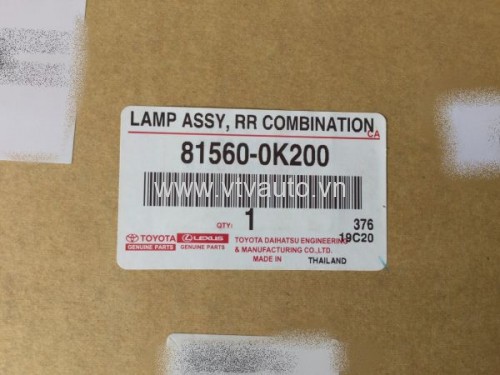 LAMP ASSY, RR COMBINATION
CA
81560-0K200
www.vtvauto.vn
QTY: 1
376
19C20
TOYOTA LEXUS
GENUINE PARTS GENUINE PARTS
TOYOTA DAIHATSU ENGINEERING
& MANUFACTURING CO.,LTD.
MADE IN THAILAND